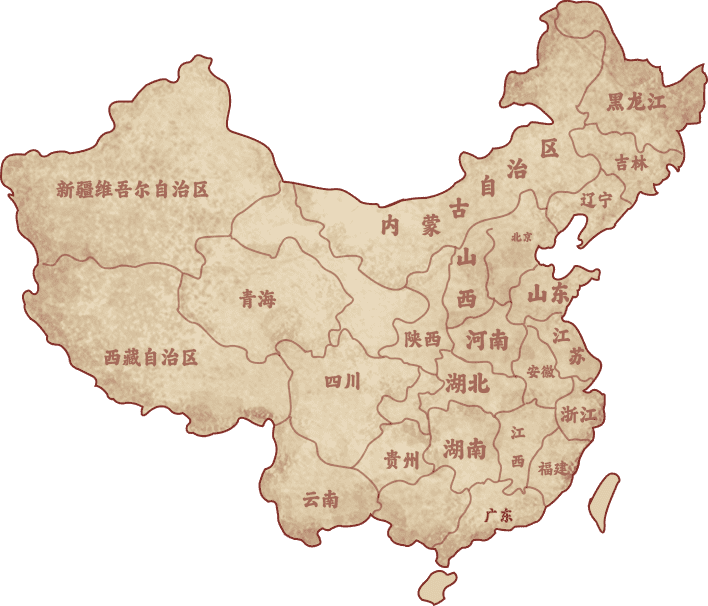 黑龙江
吉林
辽宁
内蒙古自治区
新疆维吾尔自治区
北京
山西
青海
山东
陕西
河南
江苏
西藏自治区
安徽
四川
湖北
浙江
湖南
江西
贵州
福建
云南
广东